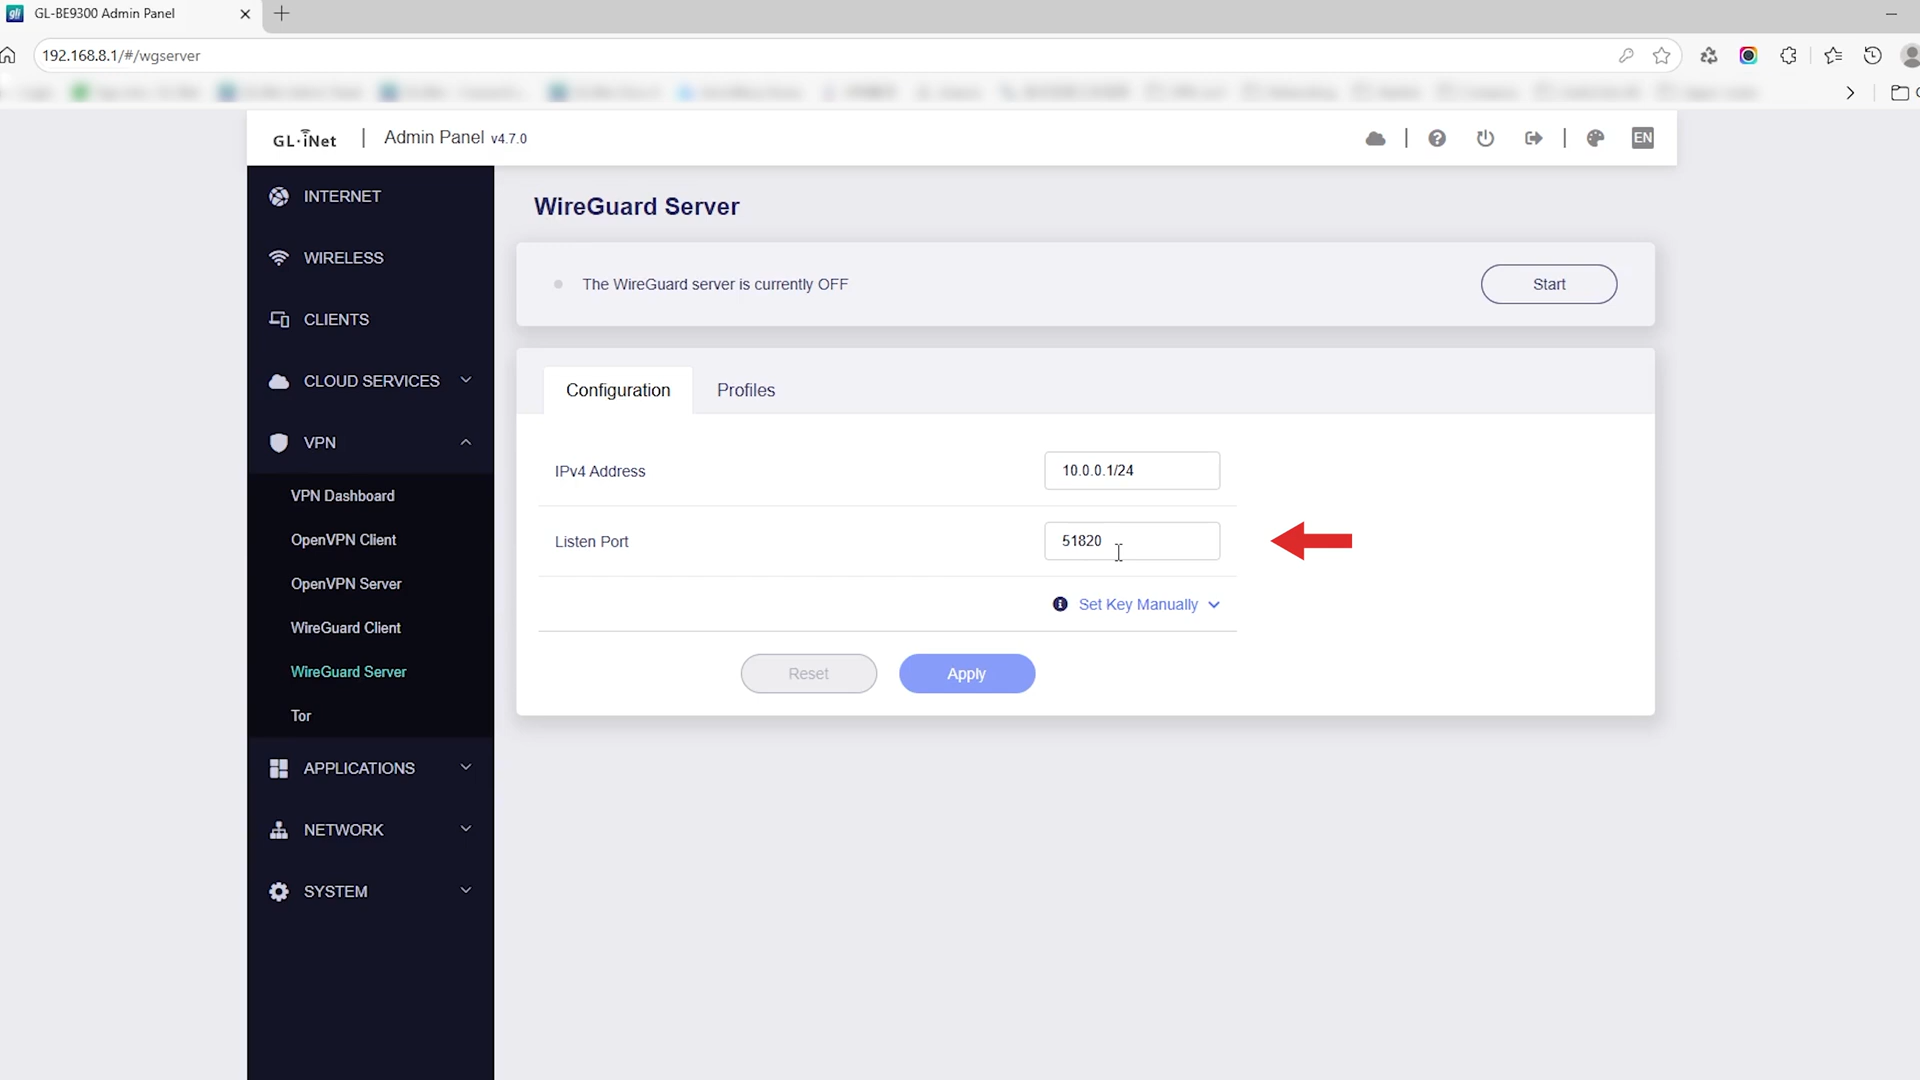 GL-BE9300 Admin Panel
192.168.8.1/#/wgserver
GL·iNet | Admin Panel v4.7.0
EN
INTERNET
WIRELESS
CLIENTS
CLOUD SERVICES
VPN
VPN Dashboard
OpenVPN Client
OpenVPN Server
WireGuard Client
WireGuard Server
Tor
APPLICATIONS
NETWORK
SYSTEM
WireGuard Server
The WireGuard server is currently OFF
Start
Configuration
Profiles
IPv4 Address
10.0.0.1/24
Listen Port
51820
Set Key Manually
Reset
Apply